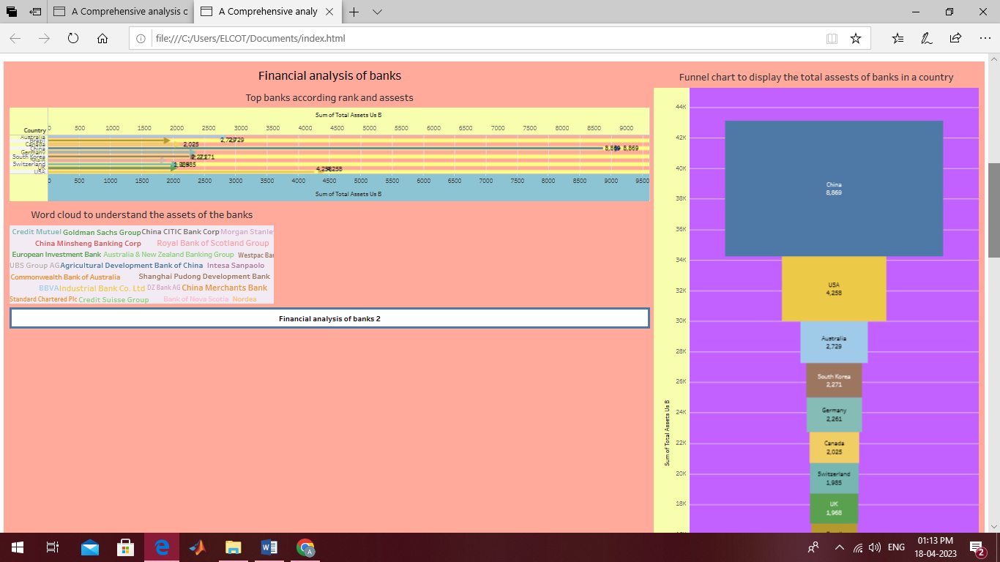 A Comprehensive analysis c
A Comprehensive analy
file:///C:/Users/ELCOT/Documents/index.html
Financial analysis of banks
Top banks according rank and assests
Sum of Total Assets Us B
Country
0 500 1000 1500 2000 2500 3000 3500 4000 4500 5000 5500 6000 6500 7000 7500 8000 8500 9000
Australia
Brazil
Canada 2,025
China 8,869
Germany
South Korea
Spain
Switzerland
UK
USA
0 500 1000 1500 2000 2500 3000 3500 4000 4500 5000 5500 6000 6500 7000 7500 8000 8500 9000 9500
Sum of Total Assets Us B
Word cloud to understand the assets of the banks
Credit Mutuel Goldman Sachs Group China CITIC Bank Corp Morgan Stanle
China Minsheng Banking Corp Royal Bank of Scotland Group
European Investment Bank Australia & New Zealand Banking Group Westpac Ba
UBS Group AG Agricultural Development Bank of China Intesa Sanpaolo
Commonwealth Bank of Australia Shanghai Pudong Development Bank
BBVA Industrial Bank Co. Ltd DZ Bank AG China Merchants Bank
Standard Chartered Plc Credit Suisse Group Bank of Nova Scotia Nordea
Financial analysis of banks 2
Funnel chart to display the total assests of banks in a country
Sum of Total Assets Us B
44K
42K
40K
38K
36K
34K
32K
30K
28K
26K
24K
22K
20K
18K
China
8,869
USA
4,258
Australia
2,729
South Korea
2,271
Germany
2,261
Canada
2,025
Switzerland
1,985
UK
1,968
ENG
01:13 PM
18-04-2023
2